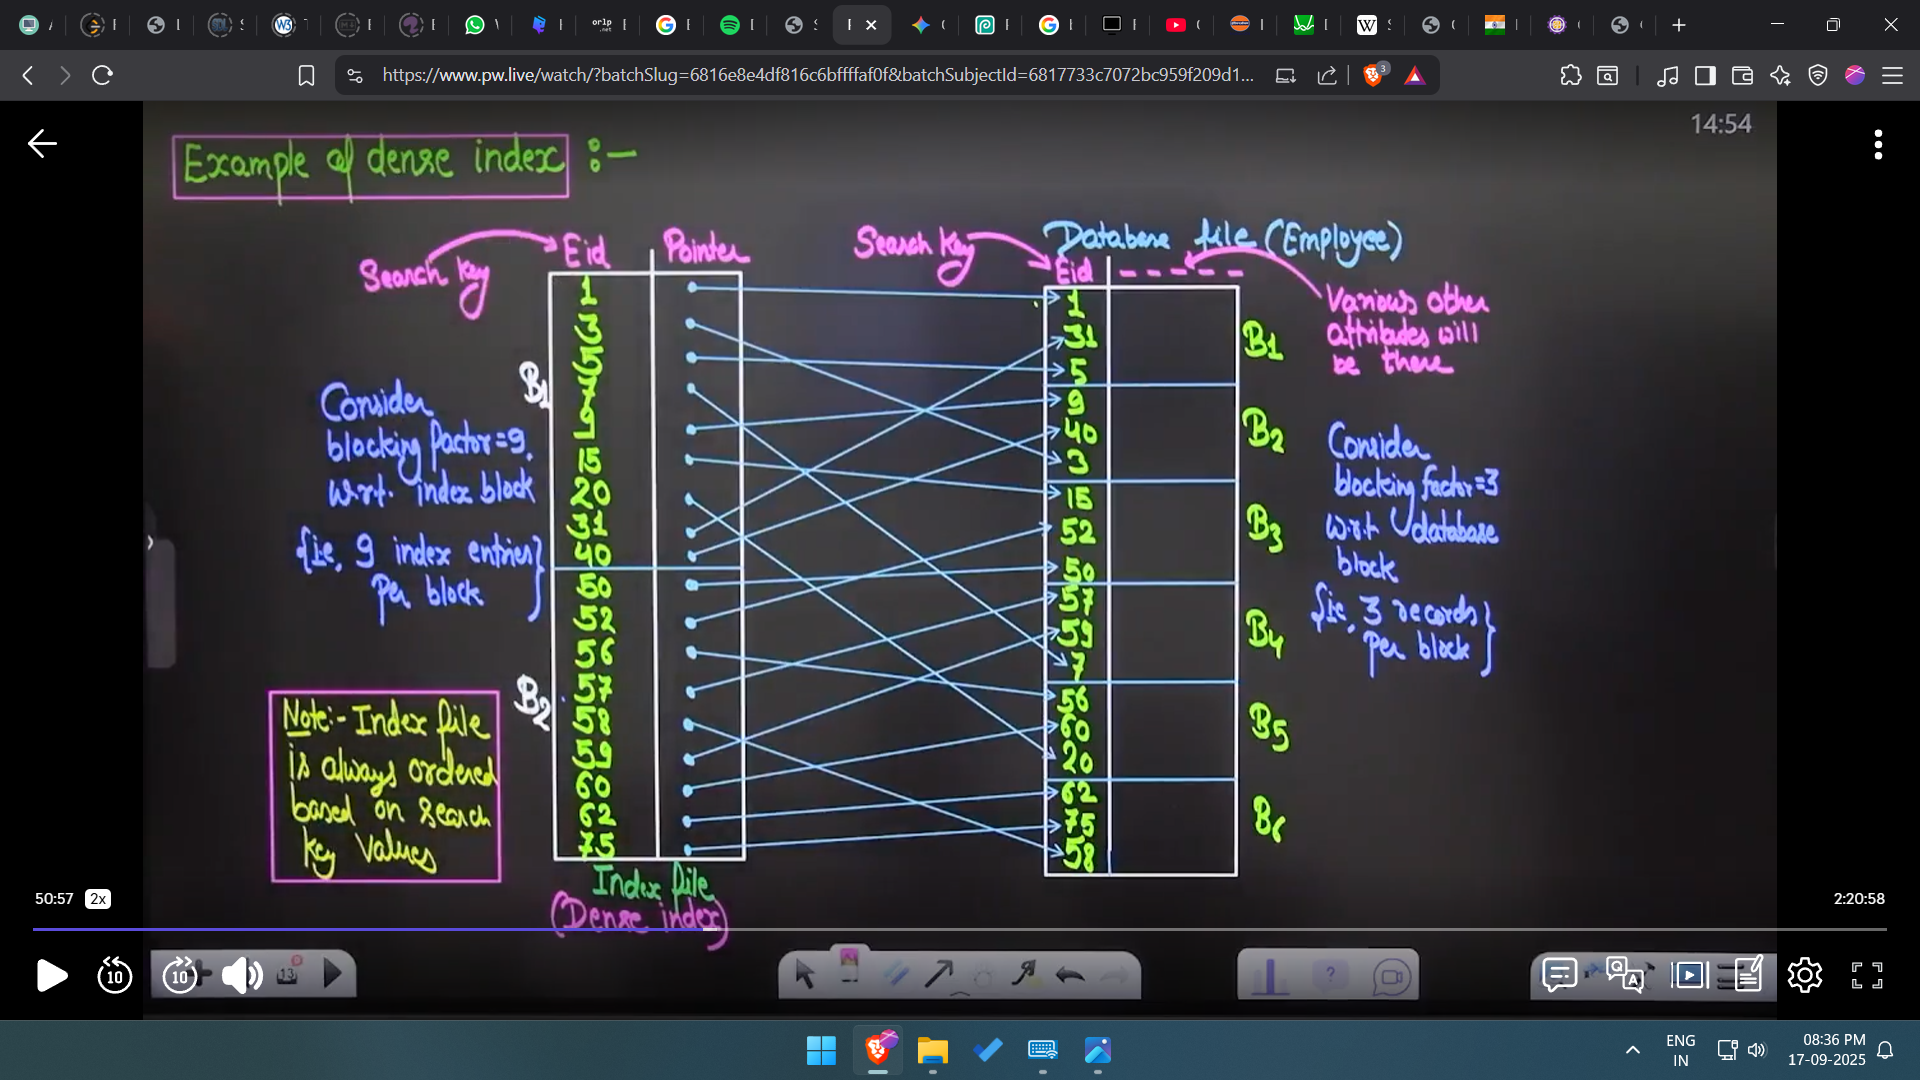 https://www.pw.live/watch/?batchSlug=6816e8e4df816c6bffffaf0f&batchSubjectId=6817733c7072bc959f209d1...
3
14:54
Example of dense index :-
Search key
Eid
Pointer
1
3
5
7
9
15
20
31
40
50
52
56
57
58
59
60
62
75
B1
B2
Consider
blocking factor=9.
w.r.t. index block
{i.e, 9 index entries}
per block
Note:- Index file
is always ordered
based on search
key values
Index file
(Dense index)
Search key
Database file (Employee)
Eid
1
31
5
9
40
3
15
52
50
57
59
7
56
60
20
62
75
58
B1
B2
B3
B4
B5
B6
Various other
attributes will
be there
Consider
blocking factor=3
w.r.t database
block
{i.e, 3 records}
per block
50:57
2x
2:20:58
10
10
13
ENG
IN
08:36 PM
17-09-2025